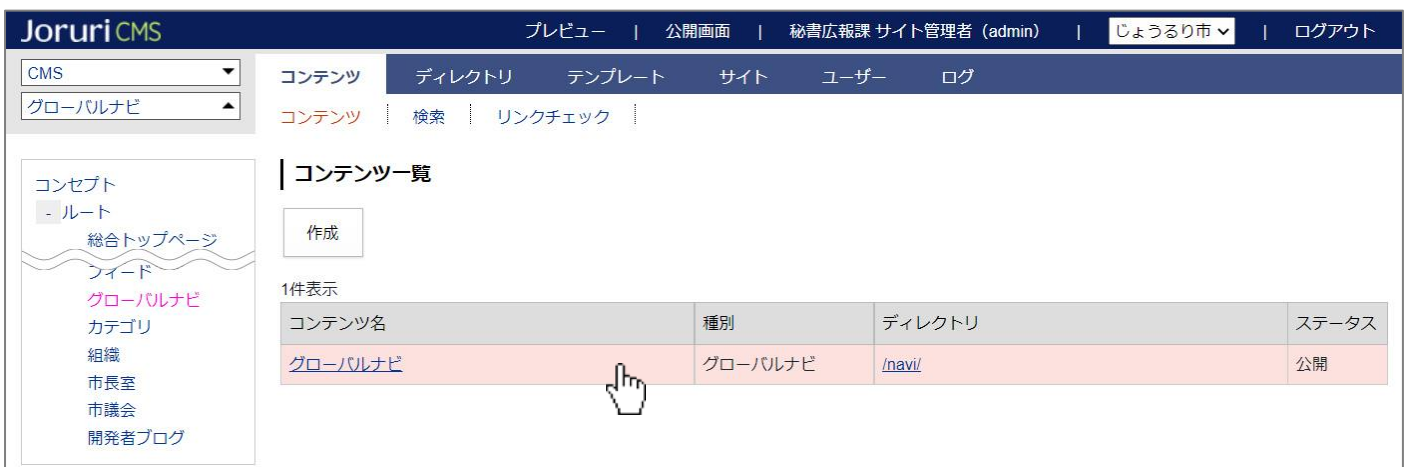 Joruri CMS
プレビュー | 公開画面 | 秘書広報課 サイト管理者（admin） | じょうるり市 | ログアウト
CMS
グローバルナビ
コンテンツ ディレクトリ テンプレート サイト ユーザー ログ
コンテンツ 検索 リンクチェック
コンセプト
- ルート
総合トップページ
フィード
グローバルナビ
カテゴリ
組織
市長室
市議会
開発者ブログ
コンテンツ一覧
作成
1件表示
コンテンツ名 種別 ディレクトリ ステータス
グローバルナビ グローバルナビ /navi/ 公開